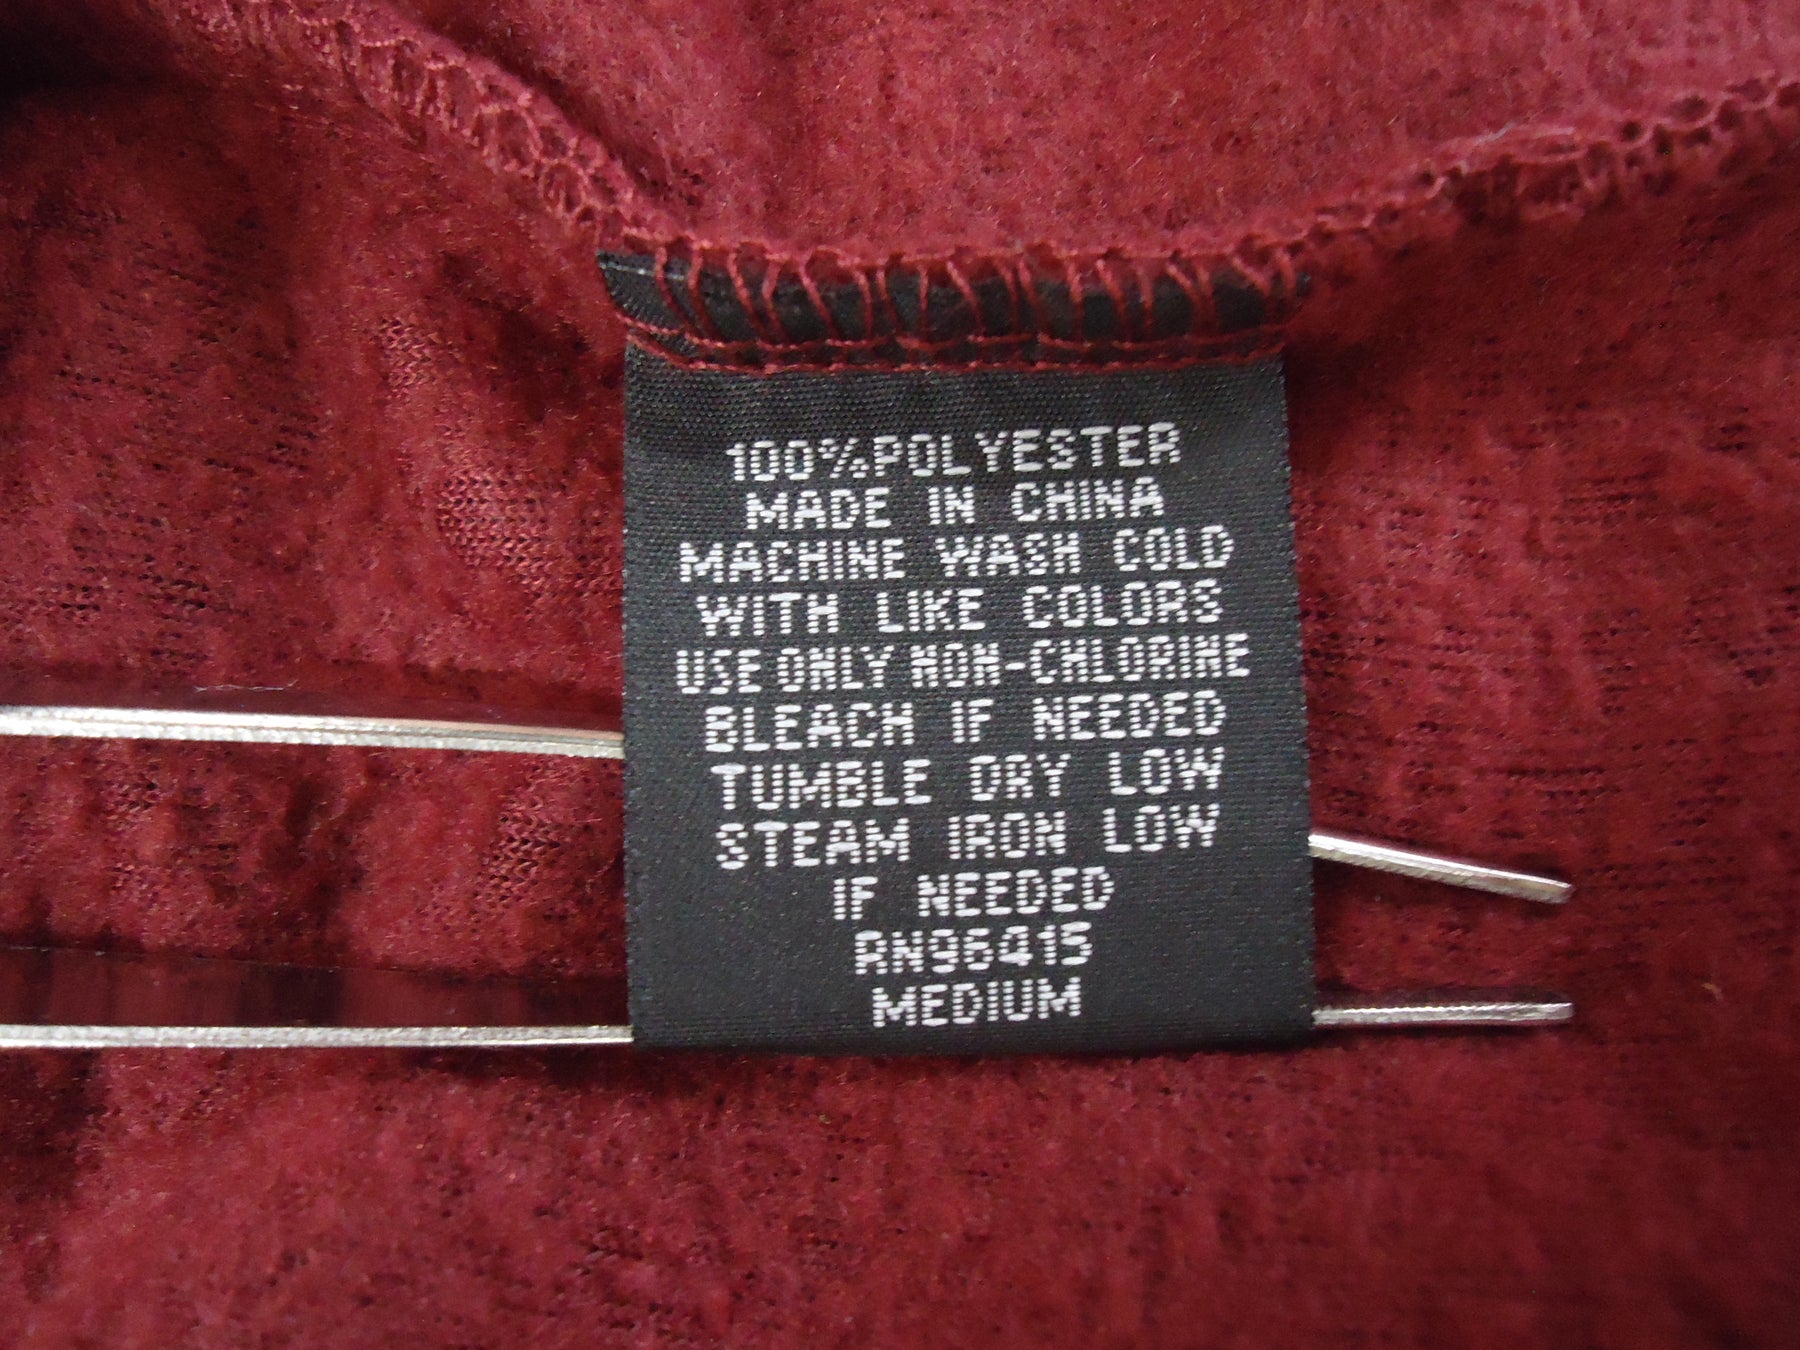 100%POLYESTER
MADE IN CHINA
MACHINE WASH COLD
WITH LIKE COLORS
USE ONLY NON-CHLORINE
BLEACH IF NEEDED
TUMBLE DRY LOW
STEAM IRON LOW
IF NEEDED
RN96415
MEDIUM